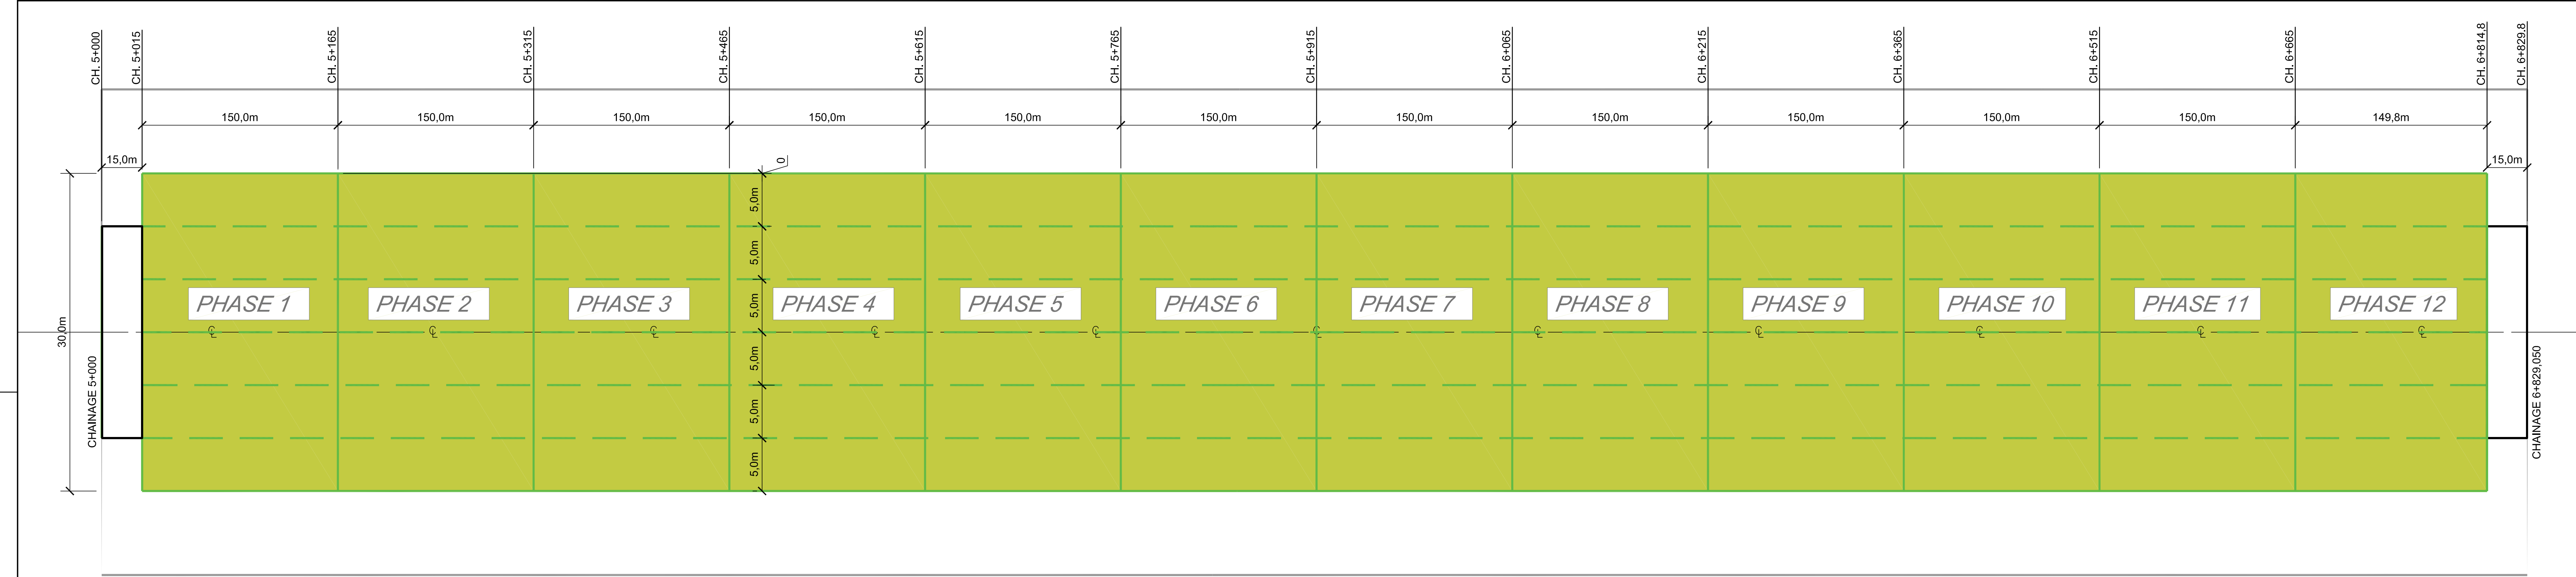 CH. 5+000
CH. 5+015
CH. 5+165
CH. 5+315
CH. 5+465
CH. 5+615
CH. 5+765
CH. 5+915
CH. 6+065
CH. 6+215
CH. 6+365
CH. 6+515
CH. 6+665
CH. 6+814.8
CH. 6+829.8
150,0m
150,0m
150,0m
150,0m
150,0m
150,0m
150,0m
150,0m
150,0m
150,0m
150,0m
149,8m
15,0m
0
15,0m
5,0m
5,0m
5,0m
PHASE 1
PHASE 2
PHASE 3
PHASE 4
PHASE 5
PHASE 6
PHASE 7
PHASE 8
PHASE 9
PHASE 10
PHASE 11
PHASE 12
℄
℄
℄
℄
℄
℄
℄
℄
℄
℄
℄
30,0m
5,0m
5,0m
5,0m
CHAINAGE 5+000
CHAINAGE 6+829,050